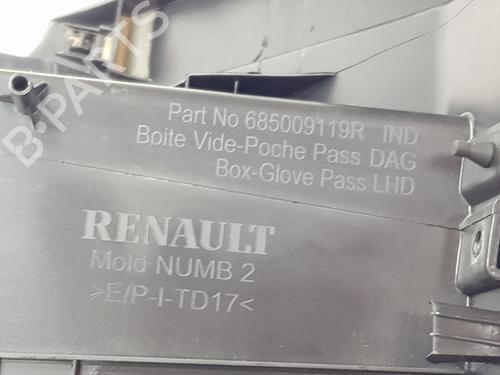 Part No 685009119R IND
Boite Vide-Poche Pass DAG
Box-Glove Pass LHD
RENAULT
Mold-NUMB 2
>E/P-I-TD17<
B-PARTS